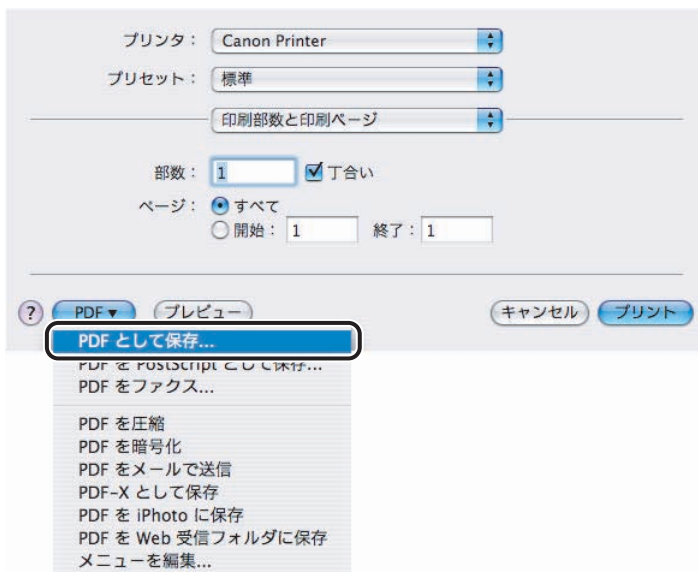 プリンタ： Canon Printer
プリセット： 標準
印刷部数と印刷ページ
部数： 1 丁合い
ページ： すべて
開始： 1 終了： 1
? PDF▼ プレビュー キャンセル プリント
PDF として保存...
PDF を PostScript として保存...
PDF をファクス...
PDF を圧縮
PDF を暗号化
PDF をメールで送信
PDF-X として保存
PDF を iPhoto に保存
PDF を Web 受信フォルダに保存
メニューを編集...